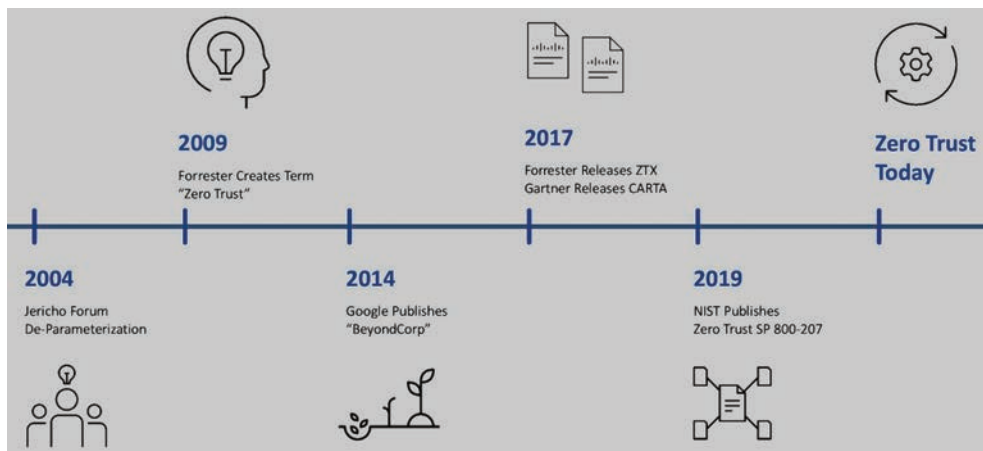 2009
Forrester Creates Term
“Zero Trust”
2017
Forrester Releases ZTX
Gartner Releases CARTA
Zero Trust
Today
2004
Jericho Forum
De-Parameterization
2014
Google Publishes
“BeyondCorp”
2019
NIST Publishes
Zero Trust SP 800-207